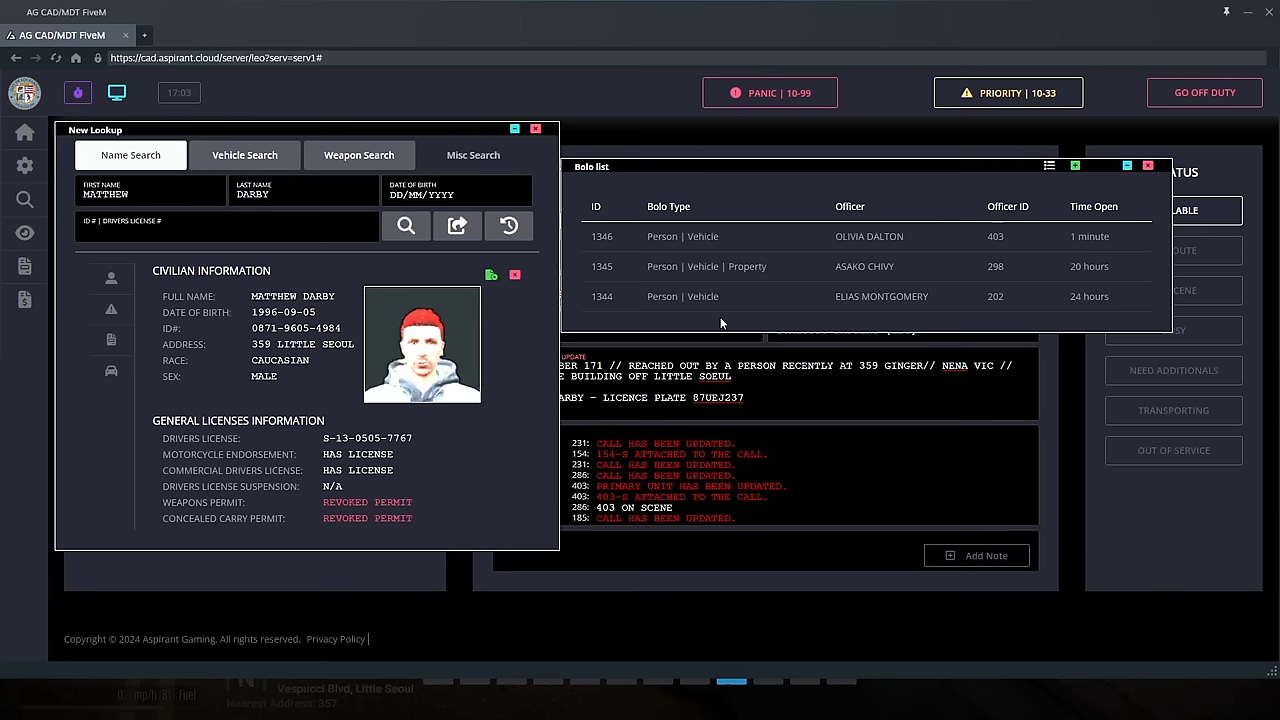 AG CAD/MDT FiveM
AG CAD/MDT FiveM
https://cad.aspirant.cloud/server/leo?serv=serv1#
17:03
PANIC | 10-99
PRIORITY | 10-33
GO OFF DUTY
New Lookup
Name Search
Vehicle Search
Weapon Search
Misc Search
FIRST NAME
MATTHEW
LAST NAME
DARBY
DATE OF BIRTH
DD/MM/YYYY
ID # | DRIVERS LICENSE #
CIVILIAN INFORMATION
FULL NAME: MATTHEW DARBY
DATE OF BIRTH: 1996-09-05
ID#: 0871-9605-4984
ADDRESS: 359 LITTLE SEOUL
RACE: CAUCASIAN
SEX: MALE
GENERAL LICENSES INFORMATION
DRIVERS LICENSE: S-13-0505-7767
MOTORCYCLE ENDORSEMENT: HAS LICENSE
COMMERCIAL DRIVERS LICENSE: HAS LICENSE
DRIVERS LICENSE SUSPENSION: N/A
WEAPONS PERMIT: REVOKED PERMIT
CONCEALED CARRY PERMIT: REVOKED PERMIT
Bolo list
ID Bolo Type Officer Officer ID Time Open
1346 Person | Vehicle OLIVIA DALTON 403 1 minute
1345 Person | Vehicle | Property ASAKO CHIVY 298 20 hours
1344 Person | Vehicle ELIAS MONTGOMERY 202 24 hours
UPDATE
BER 171 // REACHED OUT BY A PERSON RECENTLY AT 359 GINGER// NENA VIC //
E BUILDING OFF LITTLE SOEUL
ARBY - LICENCE PLATE 87UEJ237
231: CALL HAS BEEN UPDATED.
154: 154-S ATTACHED TO THE CALL.
231: CALL HAS BEEN UPDATED.
286: CALL HAS BEEN UPDATED.
403: PRIMARY UNIT HAS BEEN UPDATED.
403: 403-S ATTACHED TO THE CALL.
286: 403 ON SCENE
185: CALL HAS BEEN UPDATED.
Add Note
ATUS
LABLE
OUTE
CENE
SY
NEED ADDITIONALS
TRANSPORTING
OUT OF SERVICE
Copyright © 2024 Aspirant Gaming. All rights reserved. Privacy Policy |
0 mph 81 Fuel
Vespucci Blvd, Little Seoul
Nearest Address: 357